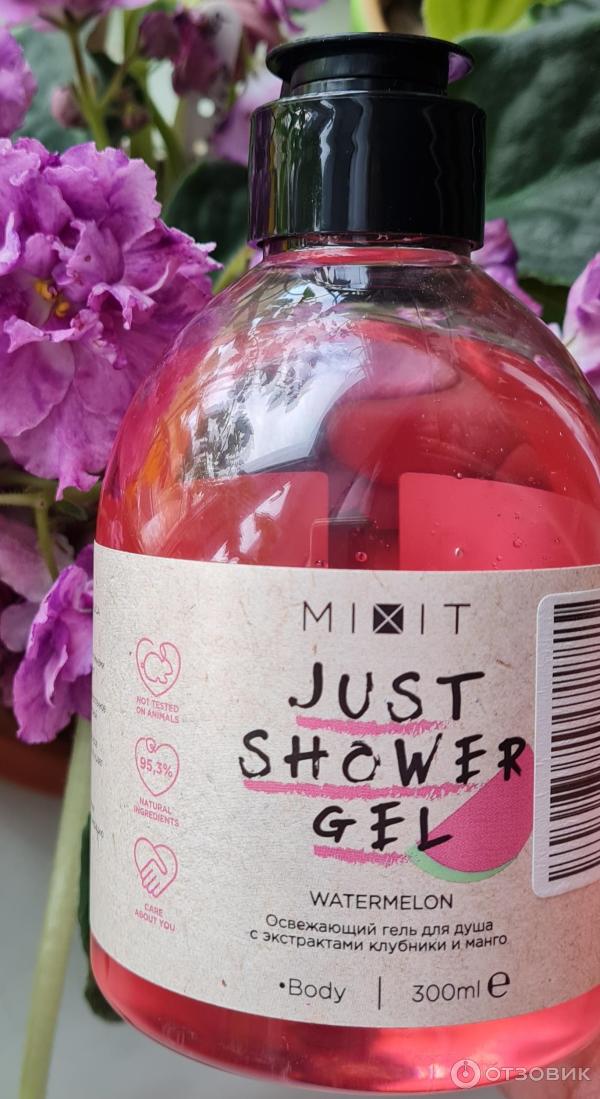 MIXIT
JUST
SHOWER
GEL
NOT TESTED
ON ANIMALS
95,3%
NATURAL
INGREDIENTS
CARE
ABOUT YOU
WATERMELON
Освежающий гель для душа
с экстрактами клубники и манго
•Body | 300ml e
ОТЗОВИК